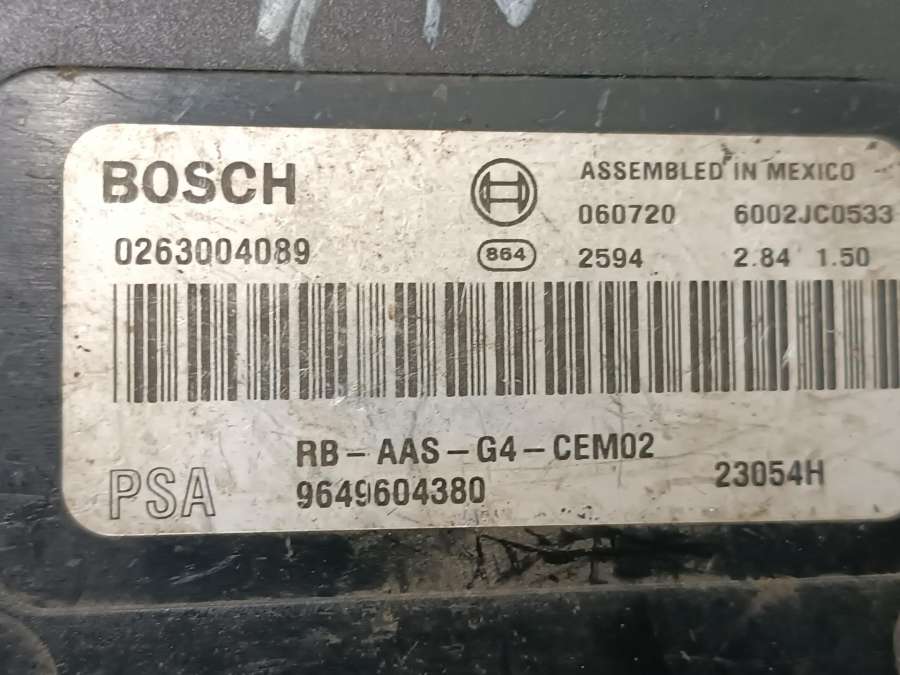 BOSCH
ASSEMBLED IN MEXICO
060720 6002JC0533
0263004089
864 2594 2.84 1.50
RB-AAS-G4-CEM02
PSA 9649604380 23054H